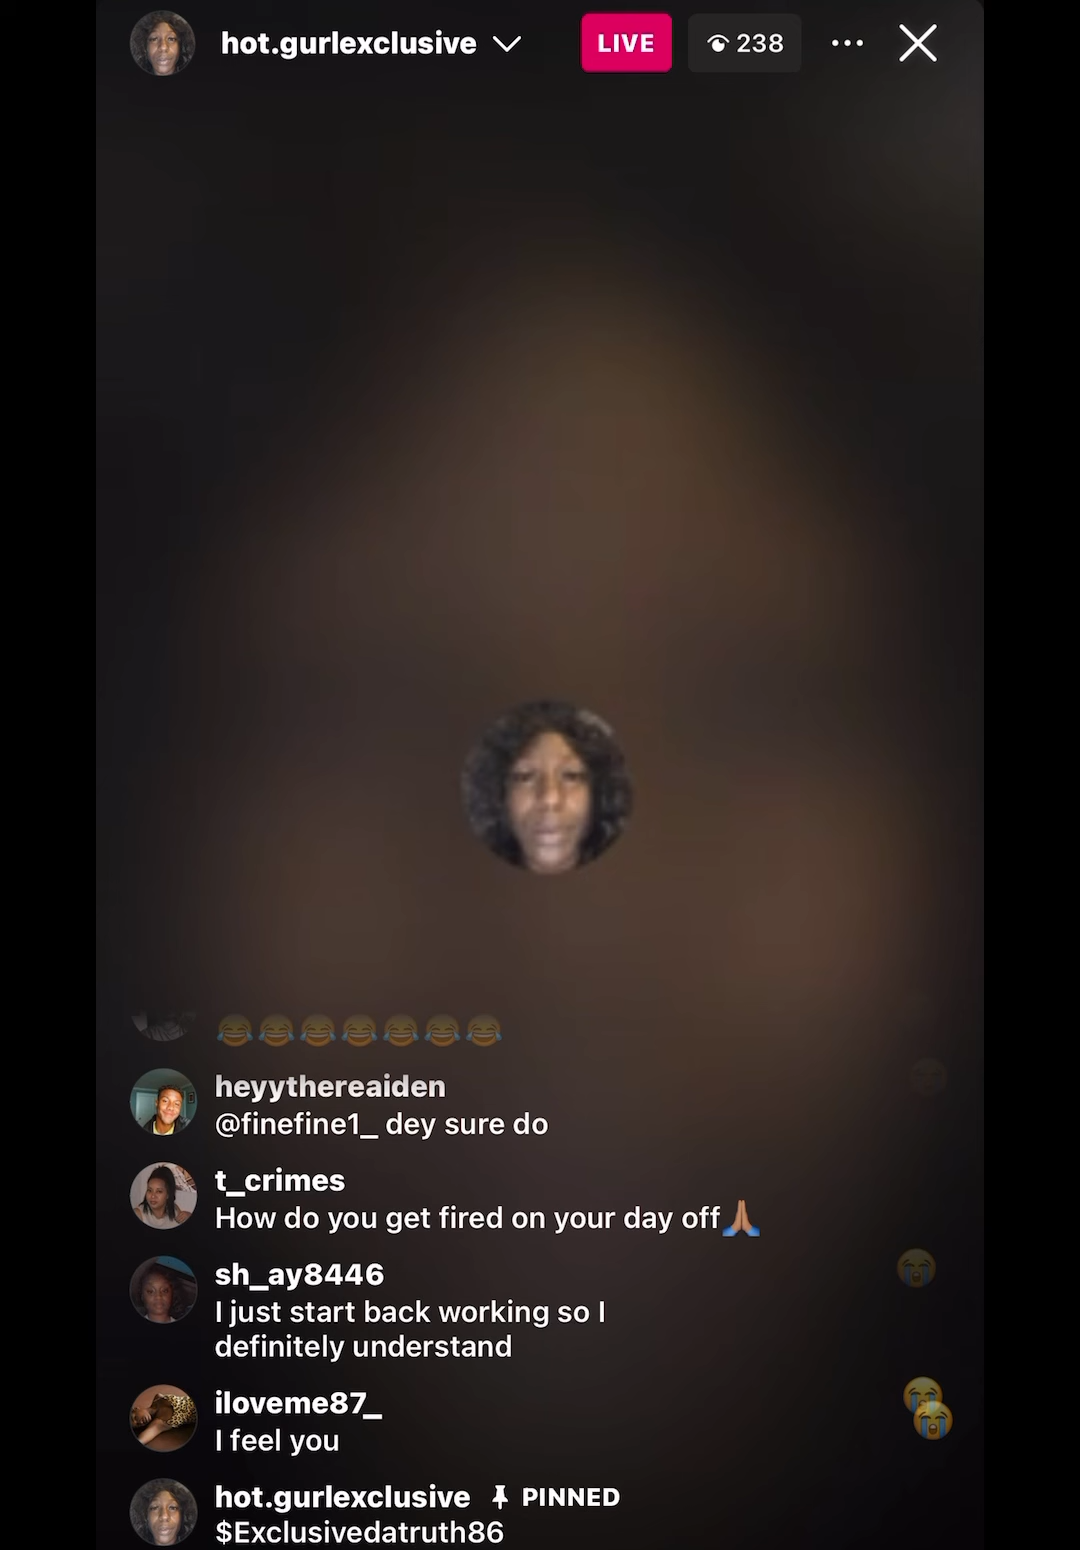 hot.gurlexclusive LIVE 238
😂😂😂😂😂😂😂
heyythereaiden
@finefine1_ dey sure do
t_crimes
How do you get fired on your day off🙏🏽
sh_ay8446
I just start back working so I
definitely understand
iloveme87_
I feel you
hot.gurlexclusive PINNED
$Exclusivedatruth86